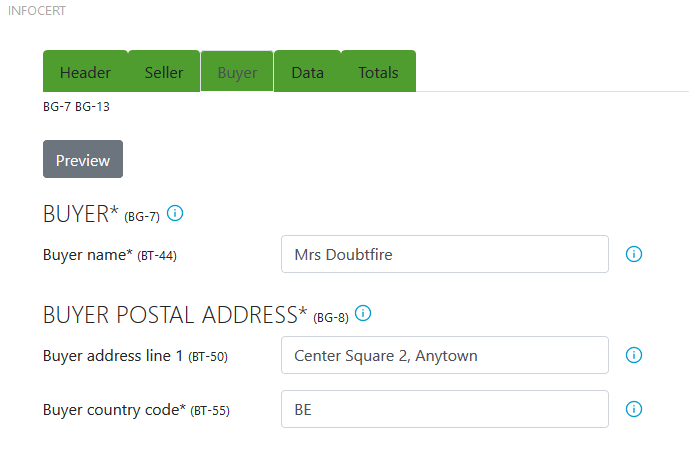 INFOCERT
Header Seller Buyer Data Totals
BG-7 BG-13
Preview
BUYER* (BG-7)
Buyer name* (BT-44) Mrs Doubtfire
BUYER POSTAL ADDRESS* (BG-8)
Buyer address line 1 (BT-50) Center Square 2, Anytown
Buyer country code* (BT-55) BE